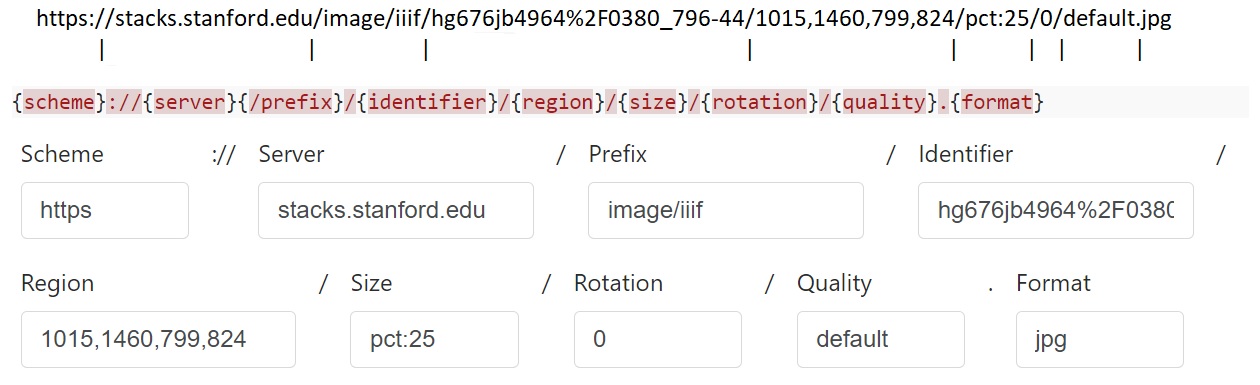 https://stacks.stanford.edu/image/iiif/hg676jb4964%2F0380_796-44/1015,1460,799,824/pct:25/0/default.jpg
| | | | | | | |
{scheme}://{server}{/prefix}/{identifier}/{region}/{size}/{rotation}/{quality}.{format}
Scheme :// Server / Prefix / Identifier /
https stacks.stanford.edu image/iiif hg676jb4964%2F0380
Region / Size / Rotation / Quality . Format
1015,1460,799,824 pct:25 0 default jpg